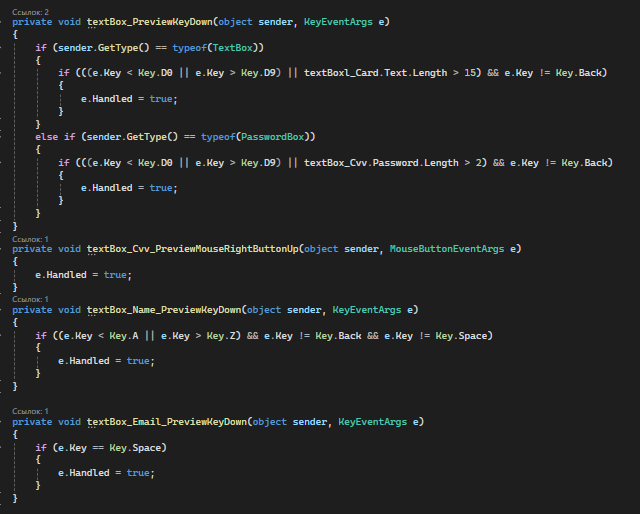 Ссылок: 2
private void textBox_PreviewKeyDown(object sender, KeyEventArgs e)
{
if (sender.GetType() == typeof(TextBox))
{
if (((e.Key < Key.D0 || e.Key > Key.D9) || textBoxl_Card.Text.Length > 15) && e.Key != Key.Back)
{
e.Handled = true;
}
}
else if (sender.GetType() == typeof(PasswordBox))
{
if (((e.Key < Key.D0 || e.Key > Key.D9) || textBox_Cvv.Password.Length > 2) && e.Key != Key.Back)
{
e.Handled = true;
}
}
}
Ссылок: 1
private void textBox_Cvv_PreviewMouseRightButtonUp(object sender, MouseButtonEventArgs e)
{
e.Handled = true;
}
Ссылок: 1
private void textBox_Name_PreviewKeyDown(object sender, KeyEventArgs e)
{
if ((e.Key < Key.A || e.Key > Key.Z) && e.Key != Key.Back && e.Key != Key.Space)
{
e.Handled = true;
}
}
Ссылок: 1
private void textBox_Email_PreviewKeyDown(object sender, KeyEventArgs e)
{
if (e.Key == Key.Space)
{
e.Handled = true;
}
}